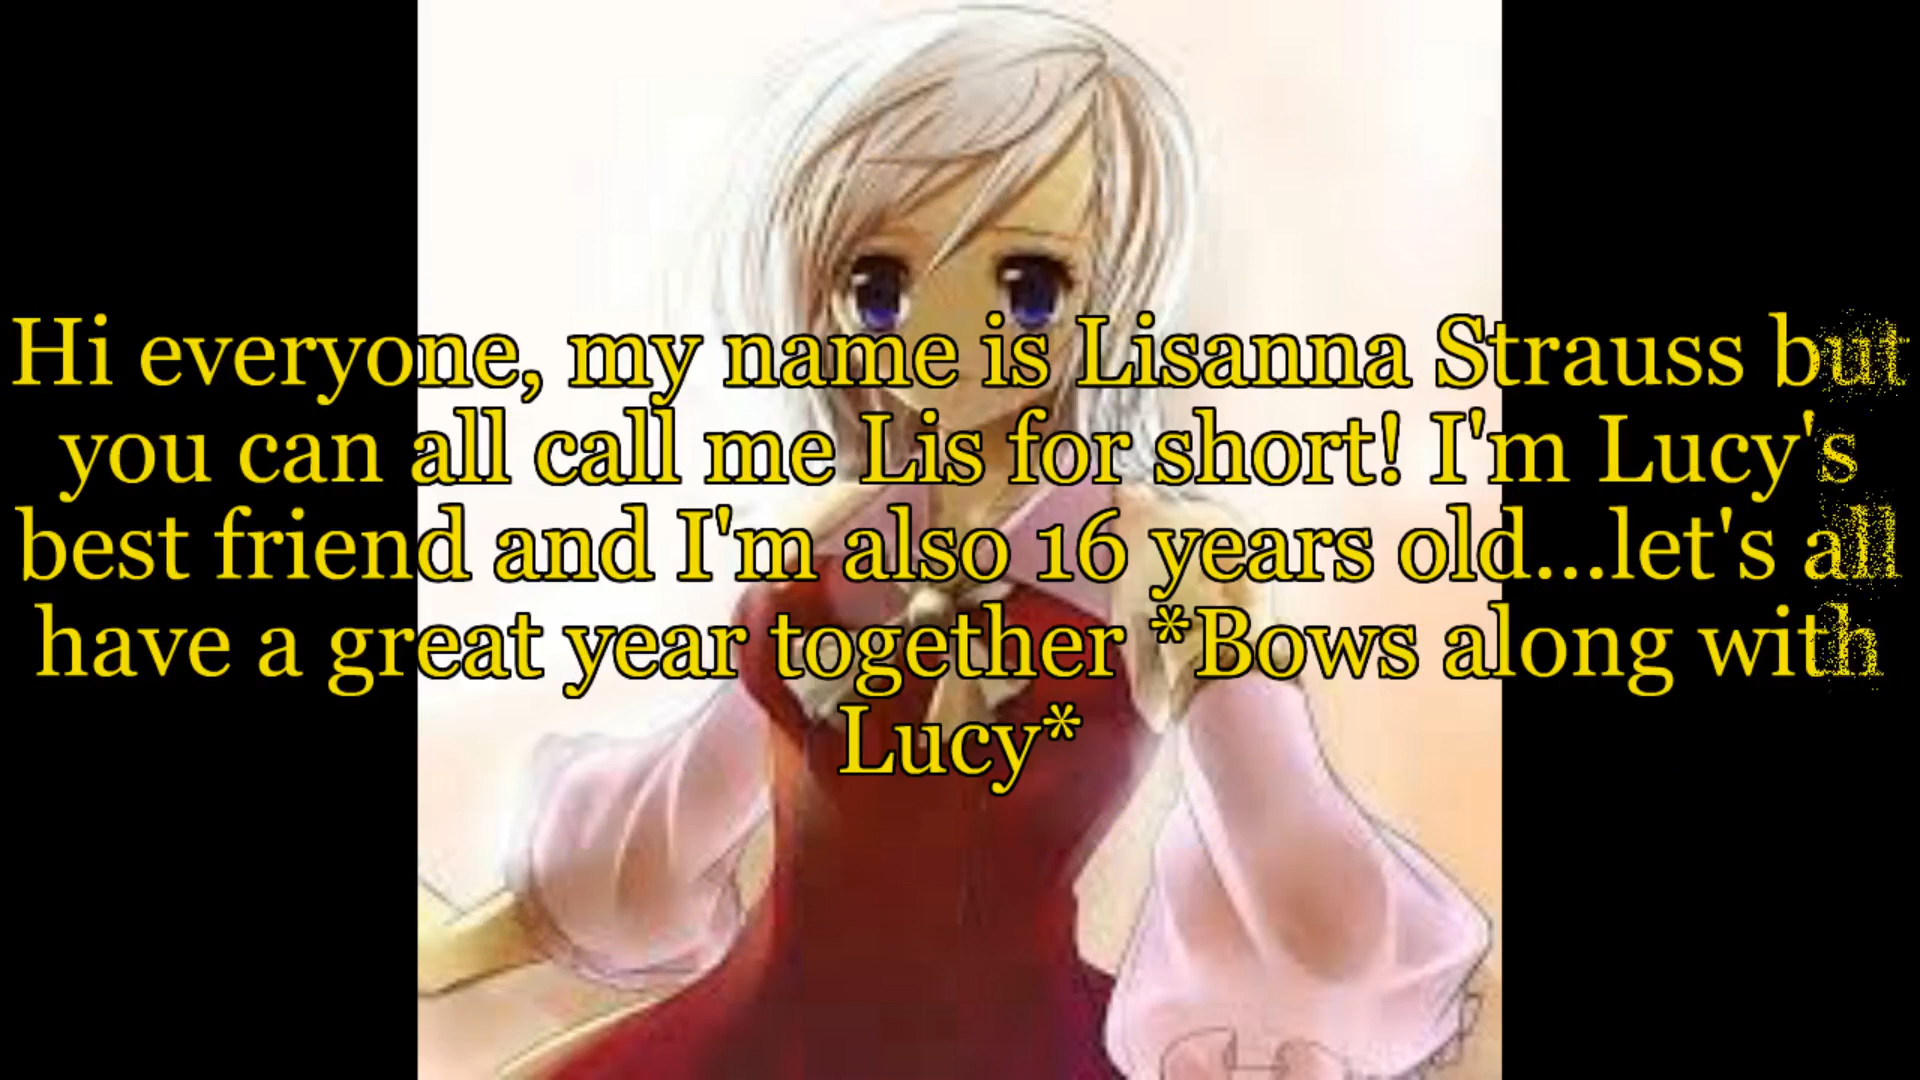 Hi everyone, my name is Lisanna Strauss but
you can all call me Lis for short! I'm Lucy's
best friend and I'm also 16 years old...let's all
have a great year together *Bows along with
Lucy*